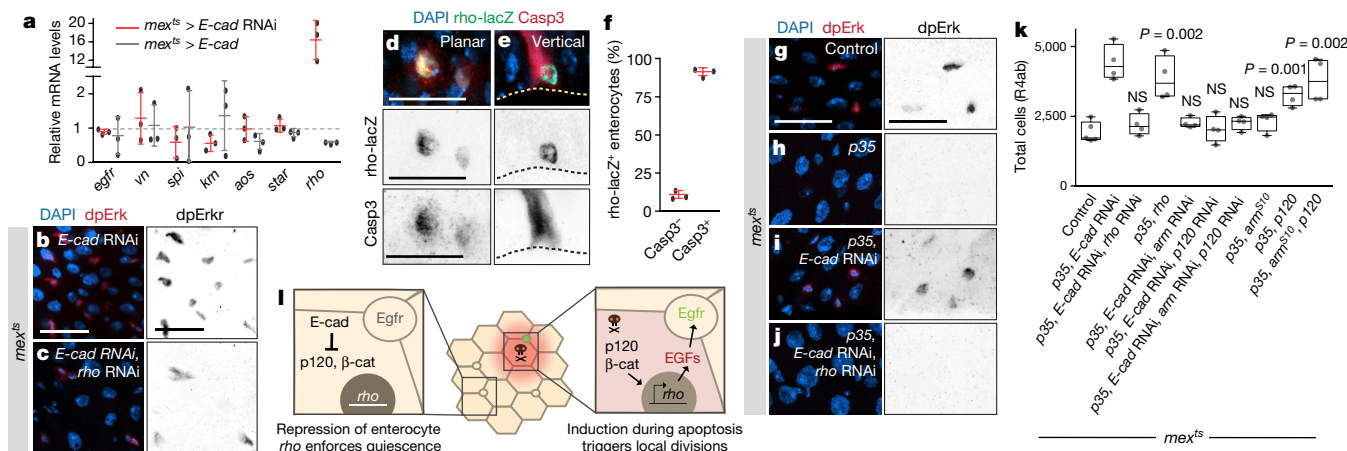 a
Relative mRNA levels
20
16
12
2
1
0
mex^ts > E-cad RNAi
mex^ts > E-cad
egfr
vn
spi
krn
aos
star
rho
DAPI dpErk
dpErkr
mex^ts
b E-cad RNAi
c E-cad RNAi, rho RNAi
DAPI rho-lacZ Casp3
d Planar
e Vertical
rho-lacZ
Casp3
f
rho-lacZ+ enterocytes (%)
100
75
50
25
0
Casp3–
Casp3+
DAPI dpErk
dpErk
mex^ts
g Control
h p35
i p35, E-cad RNAi
j p35, E-cad RNAi, rho RNAi
k
Total cells (R4ab)
5,000
2,500
0
NS
P = 0.002
NS
NS
NS
NS
P = 0.001
P = 0.002
Control
p35, E-cad RNAi
p35, E-cad RNAi, rho RNAi
p35, rho
p35, E-cad RNAi, arm RNAi
p35, E-cad RNAi, p120 RNAi
p35, E-cad RNAi, arm RNAi, p120 RNAi
p35, arm^S10
p35, p120
p35, arm^S10, p120
mex^ts
l
E-cad
p120, β-cat
Egfr
rho
Repression of enterocyte
rho enforces quiescence
p120
β-cat
Egfr
EGFs
rho
Induction during apoptosis
triggers local divisions